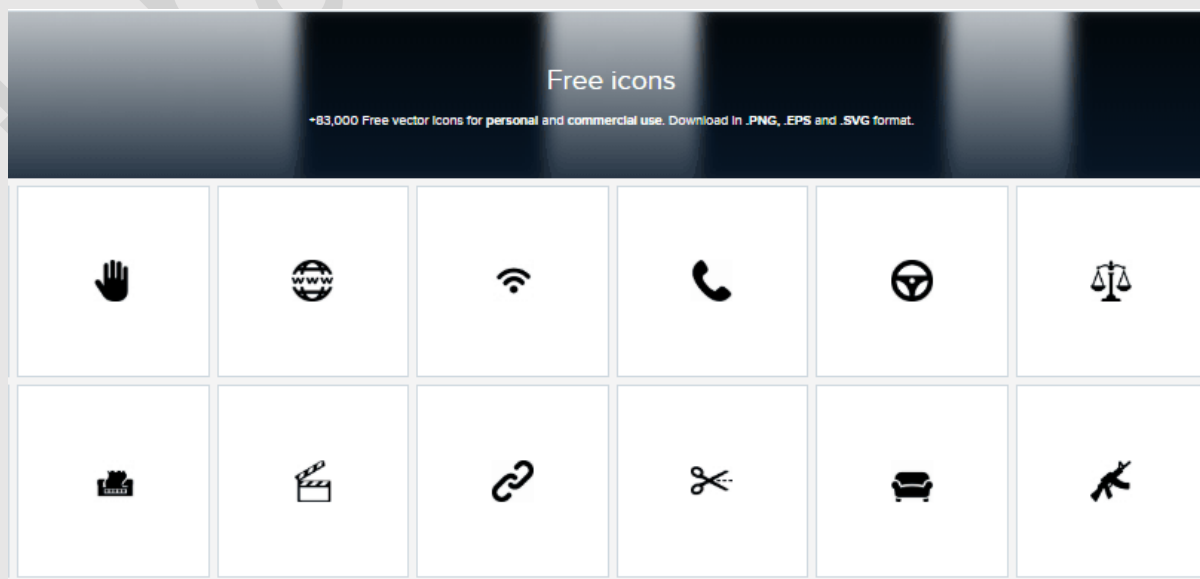 Free icons
+83,000 Free vector icons for personal and commercial use. Download in .PNG, .EPS and .SVG format.
www